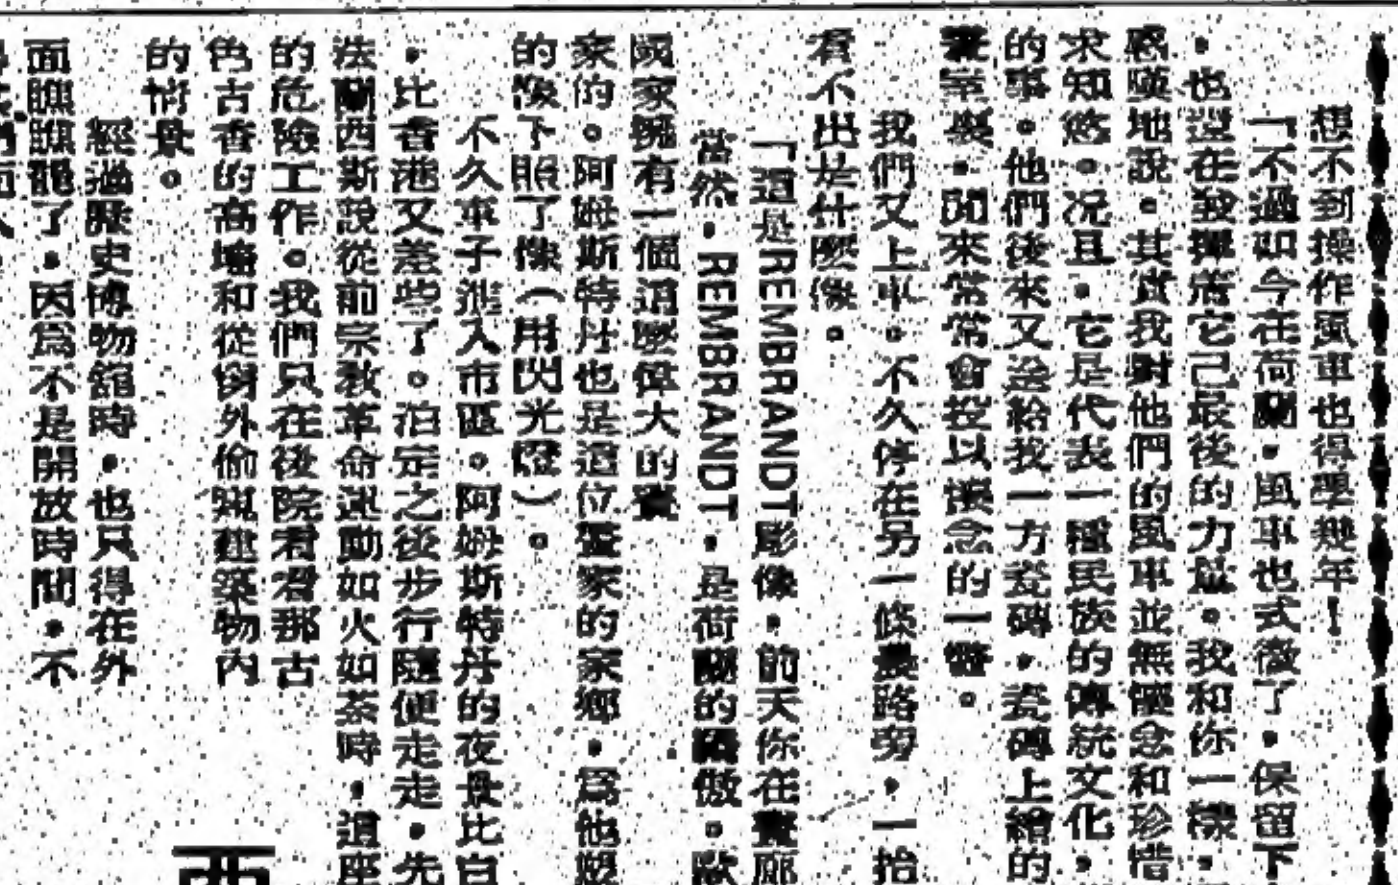 想不到操作風車也得學幾年！
「不過如今在荷蘭，風車也式微了，保留下
，也望在發揮著它己最後的力量。我和你一樣，
感嘆地說。其實我對他們的風車並無懷念和珍惜
求知慾。况且，它是代表一種民族的傳統文化，
的事。他們後來又送給我一方瓷磚，瓷磚上繪的
，閒來常常會投以懷念的一瞥。
我們又上車。不久停在另一條農路旁，一抬
看不出是什麼像。
「這是REMBRANDT彫像，前天你在畫廊
當然，REMBRANDT，是荷蘭的驕傲。歐
國家擁有一個這麼偉大的畫
家的。阿姆斯特丹也是這位畫家的家鄉，爲他塑
的像下照了像（用閃光燈）。
不久車子進入市區。阿姆斯特丹的夜景比白
，比香港又差些了。泊定之後步行隨便走走，先
法蘭西斯說從前宗敎革命運動如火如荼時，這座
的危險工作。我們只在後院看看那古
色古香的高墻和從窗外偷窺建築物內
的情景。
經過歷史博物舘時，也只得在外
面瞧瞧罷了，因爲不是開放時間，不
西